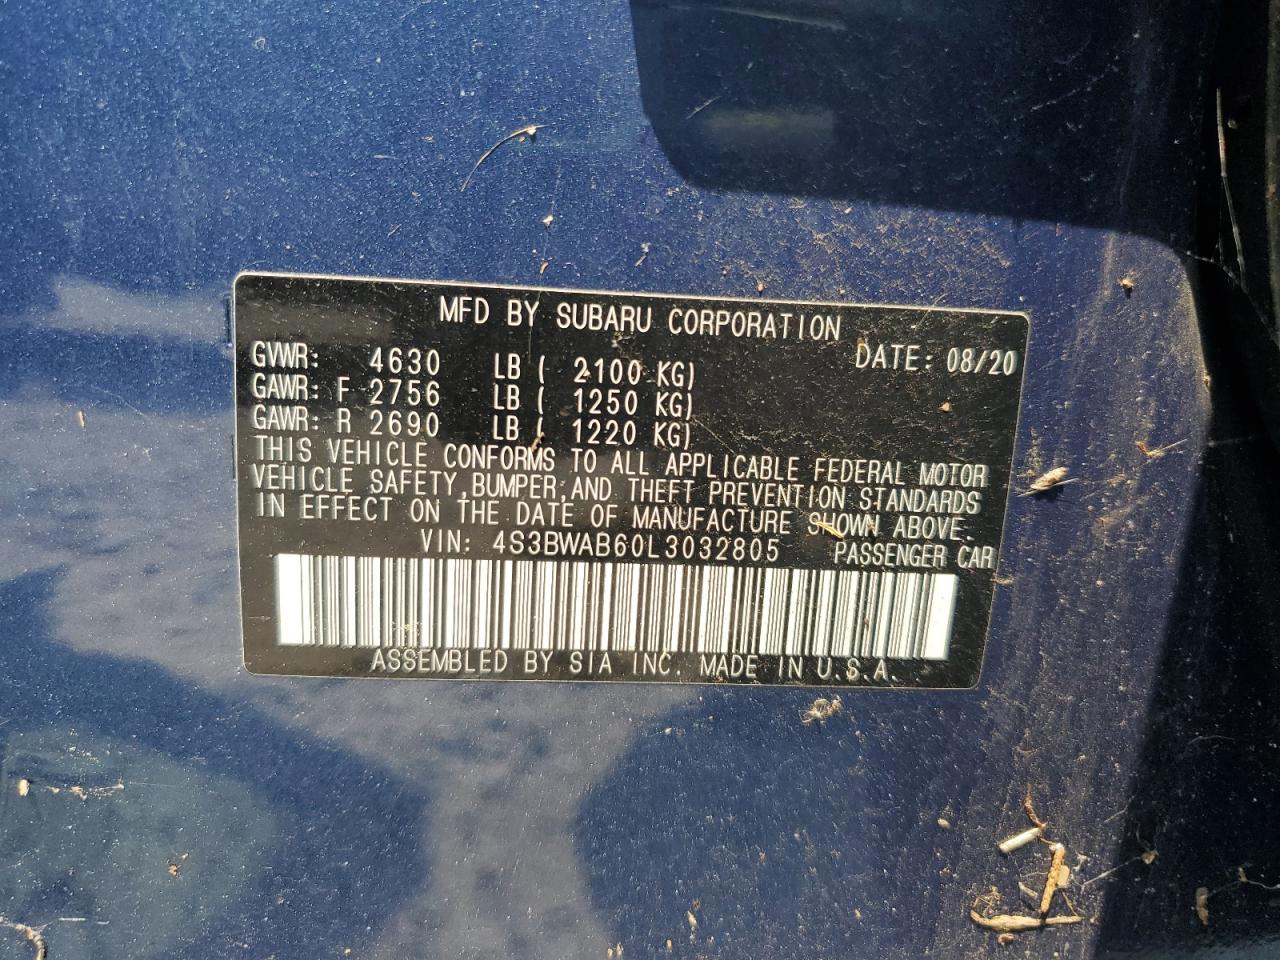 MFD BY SUBARU CORPORATION
DATE: 08/20
GVWR: 4630 LB ( 2100 KG)
GAWR: F 2756 LB ( 1250 KG)
GAWR: R 2690 LB ( 1220 KG)
THIS VEHICLE CONFORMS TO ALL APPLICABLE FEDERAL MOTOR
VEHICLE SAFETY,BUMPER,AND THEFT PREVENTION STANDARDS
IN EFFECT ON THE DATE OF MANUFACTURE SHOWN ABOVE.
VIN: 4S3BWAB60L3032805 PASSENGER CAR
ASSEMBLED BY SIA INC. MADE IN U.S.A.